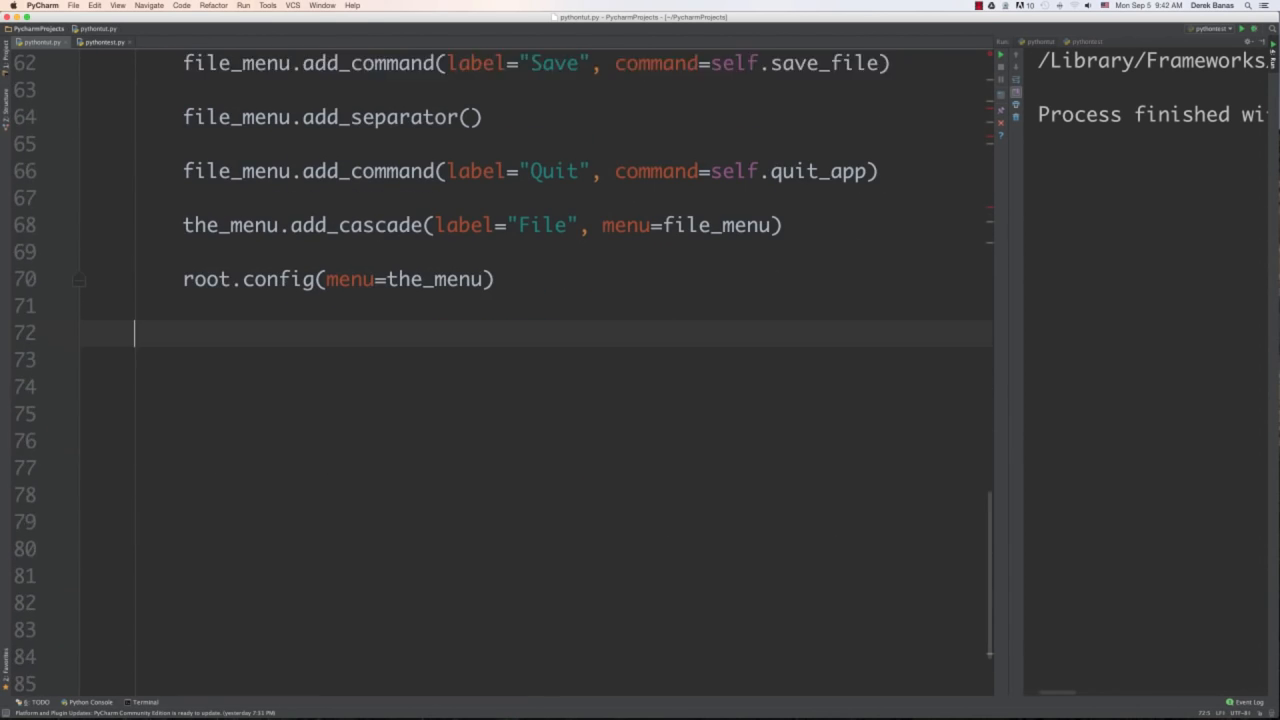 PyCharm File Edit View Navigate Code Refactor Run Tools VCS Window Help
10 Mon Sep 5 9:42 AM Derek Banas
pythontut.py - PycharmProjects - [~/PycharmProjects]
PycharmProjects pythontut.py pythontest
pythontut.py pythontest.py
Run: pythontut pythontest
1: Project
62 file_menu.add_command(label="Save", command=self.save_file)
63
64 file_menu.add_separator()
65
66 file_menu.add_command(label="Quit", command=self.quit_app)
67
68 the_menu.add_cascade(label="File", menu=file_menu)
69
70 root.config(menu=the_menu)
71
72
73
74
75
76
77
78
79
80
81
82
83
84
85
/Library/Frameworks
Process finished wi
Structure
Favorites
6: TODO Python Console Terminal Event Log
Platform and Plugin Updates: PyCharm Community Edition is ready to update. (yesterday 7:31 PM) 72:5 LF÷ UTF-8÷